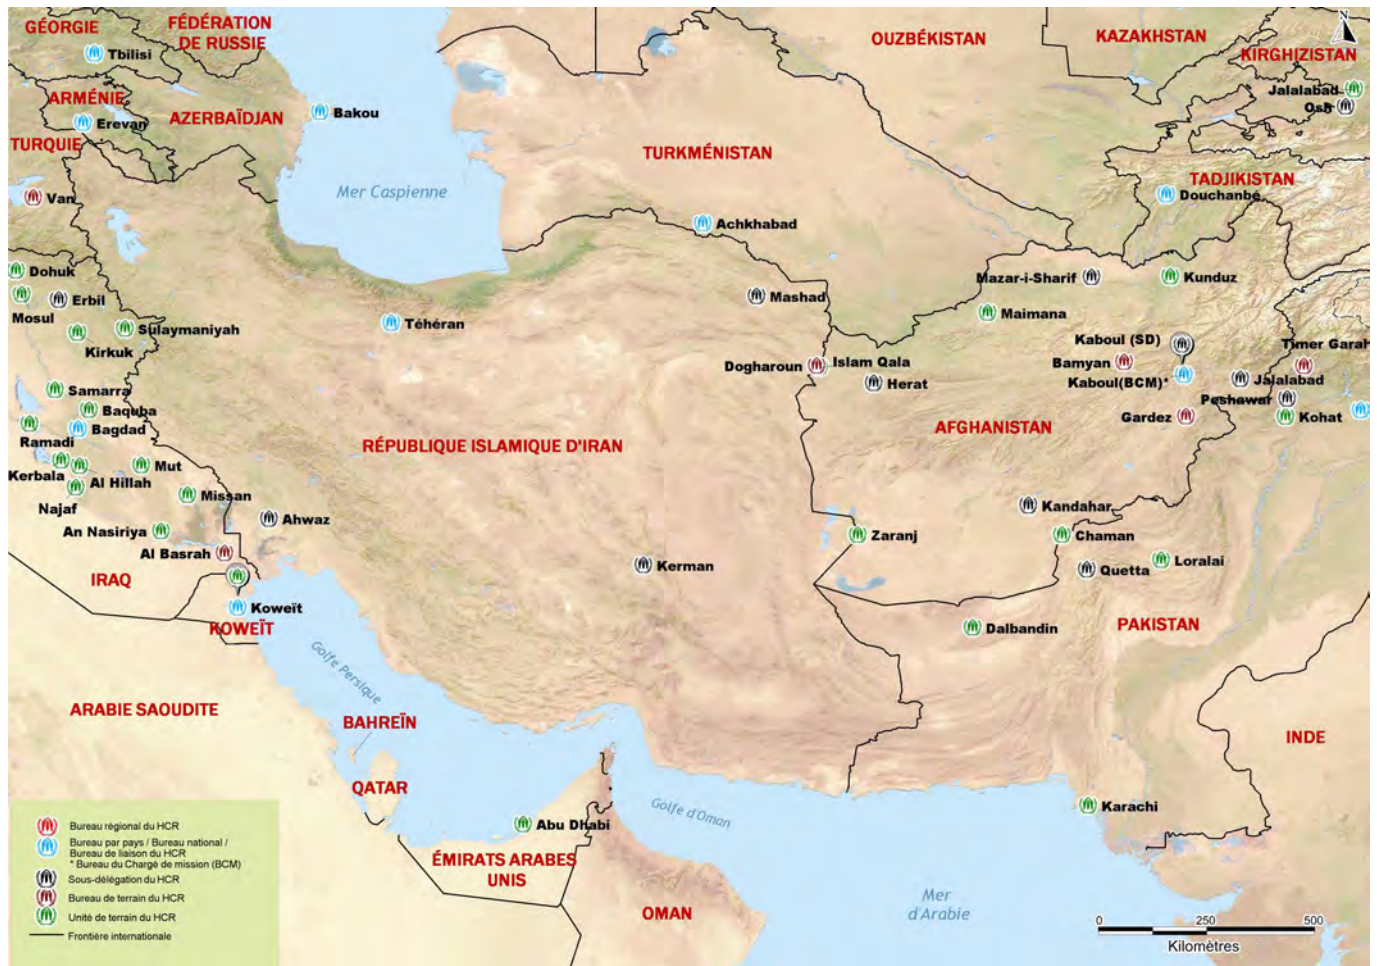 GÉORGIE
FÉDÉRATION
DE RUSSIE
Tbilisi
ARMÉNIE
Erevan
AZERBAÏDJAN
Bakou
TURQUIE
Van
Mer Caspienne
OUZBÉKISTAN
KAZAKHSTAN
N
KIRGHIZISTAN
Jalalabad
Osh
TURKMÉNISTAN
TADJIKISTAN
Douchanbé
Achkhabad
Dohuk
Erbil
Mosul
Sulaymaniyah
Kirkuk
Téhéran
Mashad
Mazar-i-Sharif
Kunduz
Maimana
Kaboul (SD)
Timer Garah
Bamyan
Kaboul(BCM)*
Jalalabad
Peshawar
Kohat
Gardez
Dogharoun
Islam Qala
Herat
AFGHANISTAN
Samarra
Baquba
Bagdad
Ramadi
Kerbala
Al Hillah
Mut
Najaf
Missan
An Nasiriya
Al Basrah
Ahwaz
RÉPUBLIQUE ISLAMIQUE D'IRAN
Kandahar
Zaranj
Chaman
Quetta
Loralai
Kerman
IRAQ
Koweït
KOWEÏT
Dalbandin
PAKISTAN
Golfe Persique
ARABIE SAOUDITE
BAHREÏN
INDE
QATAR
Abu Dhabi
Golfe d'Oman
Karachi
ÉMIRATS ARABES
UNIS
OMAN
Mer
d'Arabie
Bureau régional du HCR
Bureau par pays / Bureau national /
Bureau de liaison du HCR
* Bureau du Chargé de mission (BCM)
Sous-délégation du HCR
Bureau de terrain du HCR
Unité de terrain du HCR
Frontière internationale
0 250 500
Kilomètres